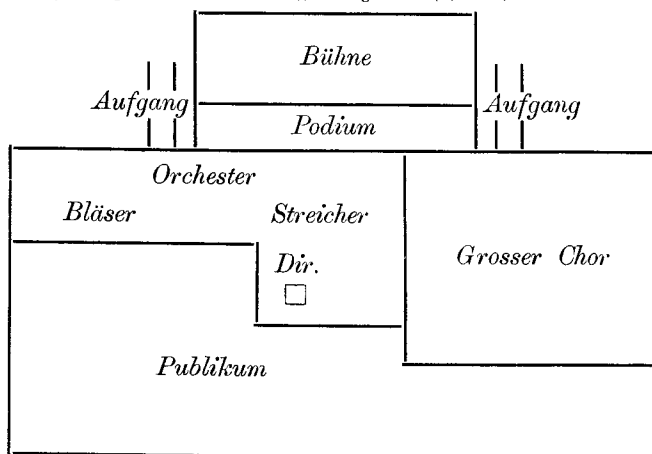 Bühne
Aufgang
Aufgang
Podium
Orchester
Bläser
Streicher
Dir.
Grosser Chor
Publikum